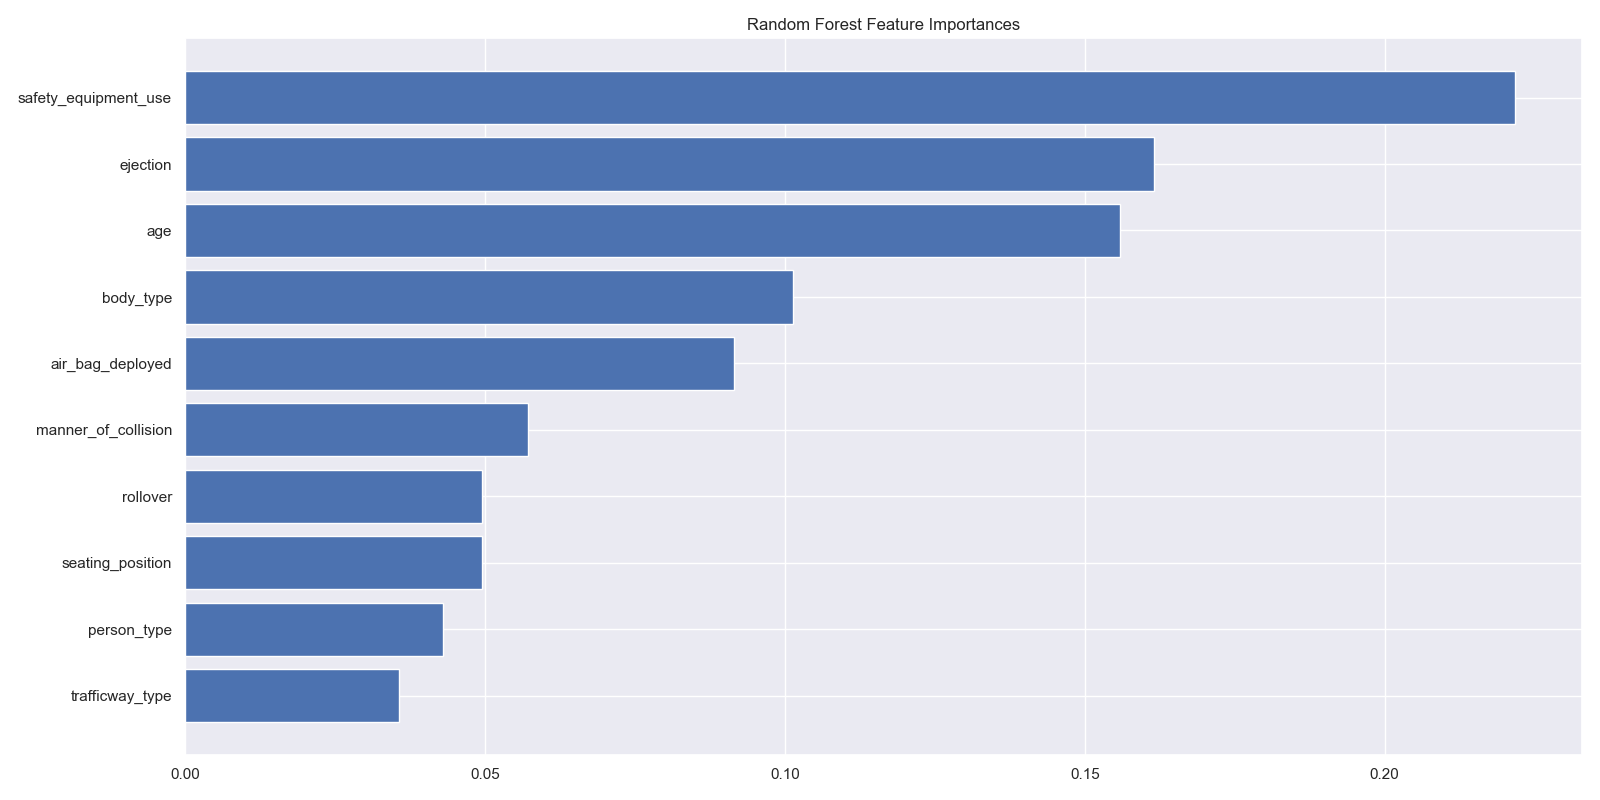 Random Forest Feature Importances
safety_equipment_use
ejection
age
body_type
air_bag_deployed
manner_of_collision
rollover
seating_position
person_type
trafficway_type
0.00 0.05 0.10 0.15 0.20